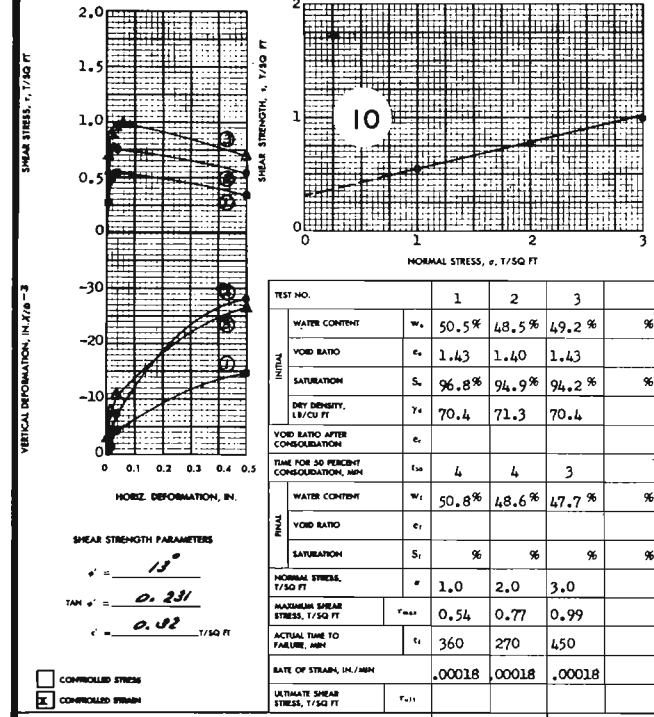 SHEAR STRESS, τ, T/SQ FT
2.0
1.5
1.0
0.5
0
3
2
1
VERTICAL DEFORMATION, IN. X/0-3
-30
-20
-10
0
1
0 0.1 0.2 0.3 0.4 0.5
HORIZ. DEFORMATION, IN.
SHEAR STRENGTH, τ, T/SQ FT
2
1
0
10
0 1 2 3
NORMAL STRESS, σ, T/SQ FT
SHEAR STRENGTH PARAMETERS
φ' = 13°
TAN φ' = 0.231
c' = 0.32 T/SQ FT
CONTROLLED STRESS
X CONTROLLED STRAIN
TEST NO. 1 2 3
INITIAL
WATER CONTENT w₀ 50.5% 48.5% 49.2% %
VOID RATIO e₀ 1.43 1.40 1.43
SATURATION S₀ 96.8% 94.9% 94.2% %
DRY DENSITY, LB/CU FT γd 70.4 71.3 70.4
VOID RATIO AFTER CONSOLIDATION ec
TIME FOR 50 PERCENT CONSOLIDATION, MIN t50 4 4 3
FINAL
WATER CONTENT wf 50.8% 48.6% 47.7% %
VOID RATIO ef
SATURATION Sf % % % %
NORMAL STRESS, T/SQ FT σ 1.0 2.0 3.0
MAXIMUM SHEAR STRESS, T/SQ FT τmax 0.54 0.77 0.99
ACTUAL TIME TO FAILURE, MIN tf 360 270 450
RATE OF STRAIN, IN./MIN .00018 .00018 .00018
ULTIMATE SHEAR STRESS, T/SQ FT τult